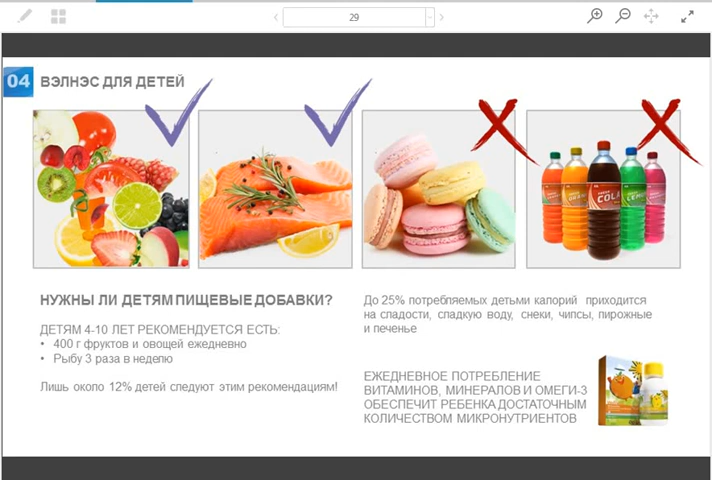 29
04 ВЭЛНЭС ДЛЯ ДЕТЕЙ
COLA
НУЖНЫ ЛИ ДЕТЯМ ПИЩЕВЫЕ ДОБАВКИ?
ДЕТЯМ 4-10 ЛЕТ РЕКОМЕНДУЕТСЯ ЕСТЬ:
• 400 г фруктов и овощей ежедневно
• Рыбу 3 раза в неделю
Лишь около 12% детей следуют этим рекомендациям!
До 25% потребляемых детьми калорий приходится
на сладости, сладкую воду, снеки, чипсы, пирожные
и печенье
ЕЖЕДНЕВНОЕ ПОТРЕБЛЕНИЕ
ВИТАМИНОВ, МИНЕРАЛОВ И ОМЕГИ-3
ОБЕСПЕЧИТ РЕБЕНКА ДОСТАТОЧНЫМ
КОЛИЧЕСТВОМ МИКРОНУТРИЕНТОВ